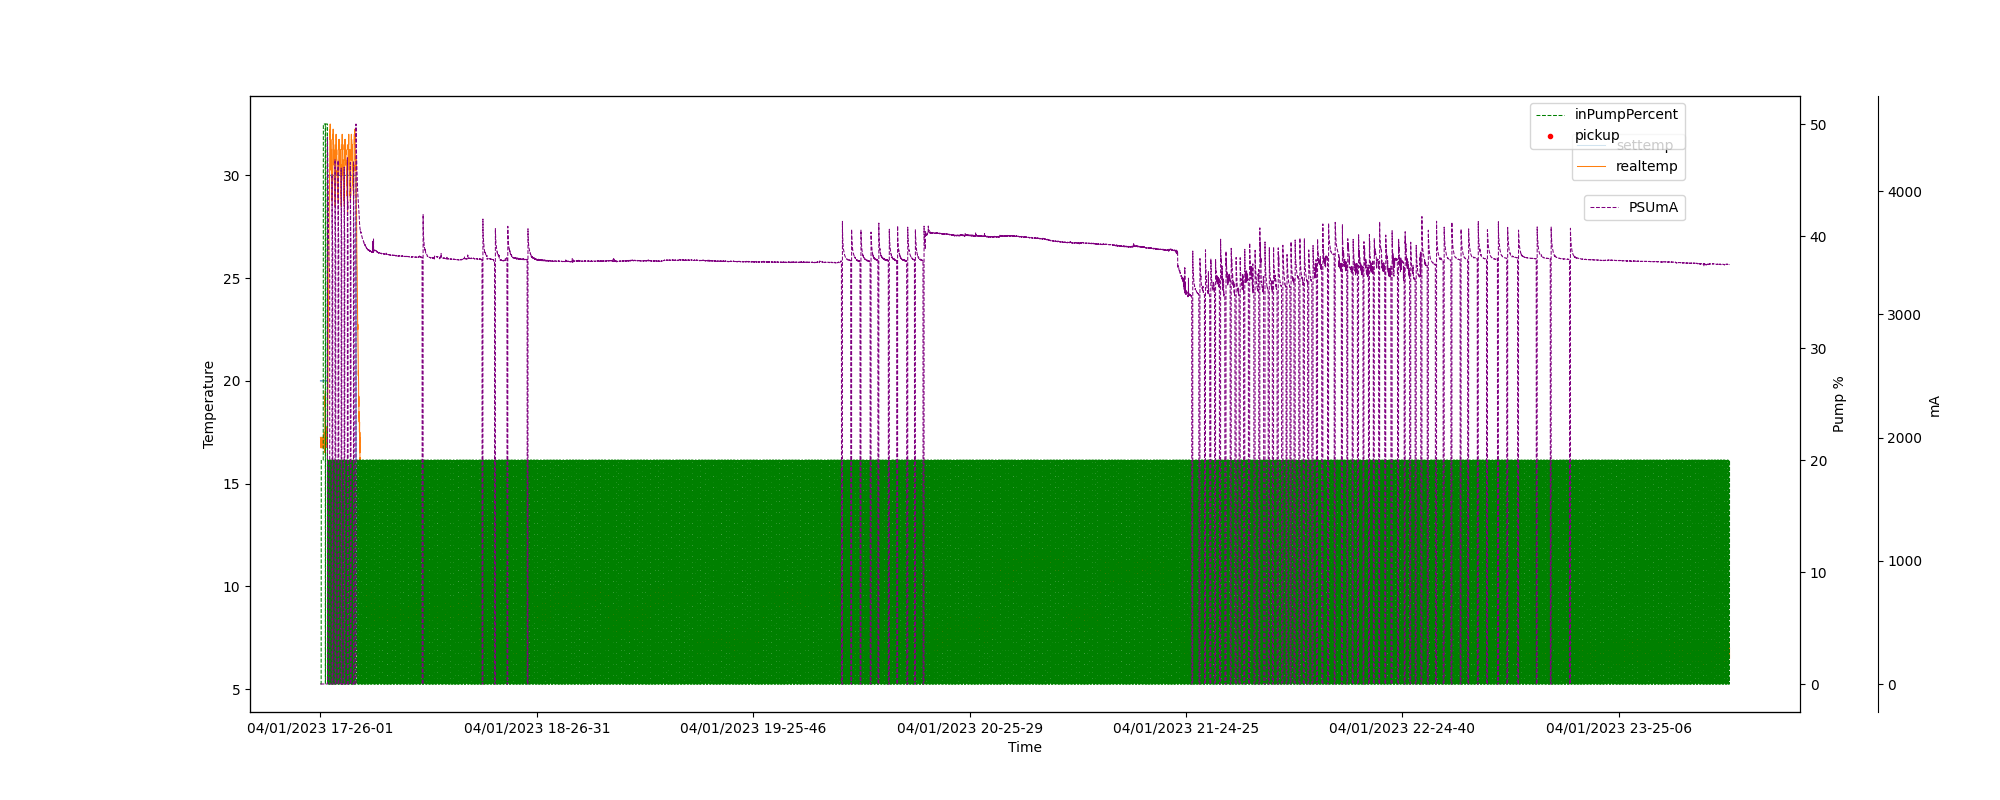 inPumpPercent
pickup
settemp
realtemp
PSUmA
30
25
20
15
10
5
Temperature
50
40
30
20
10
0
Pump %
4000
3000
2000
1000
0
mA
04/01/2023 17-26-01
04/01/2023 18-26-31
04/01/2023 19-25-46
04/01/2023 20-25-29
04/01/2023 21-24-25
04/01/2023 22-24-40
04/01/2023 23-25-06
Time